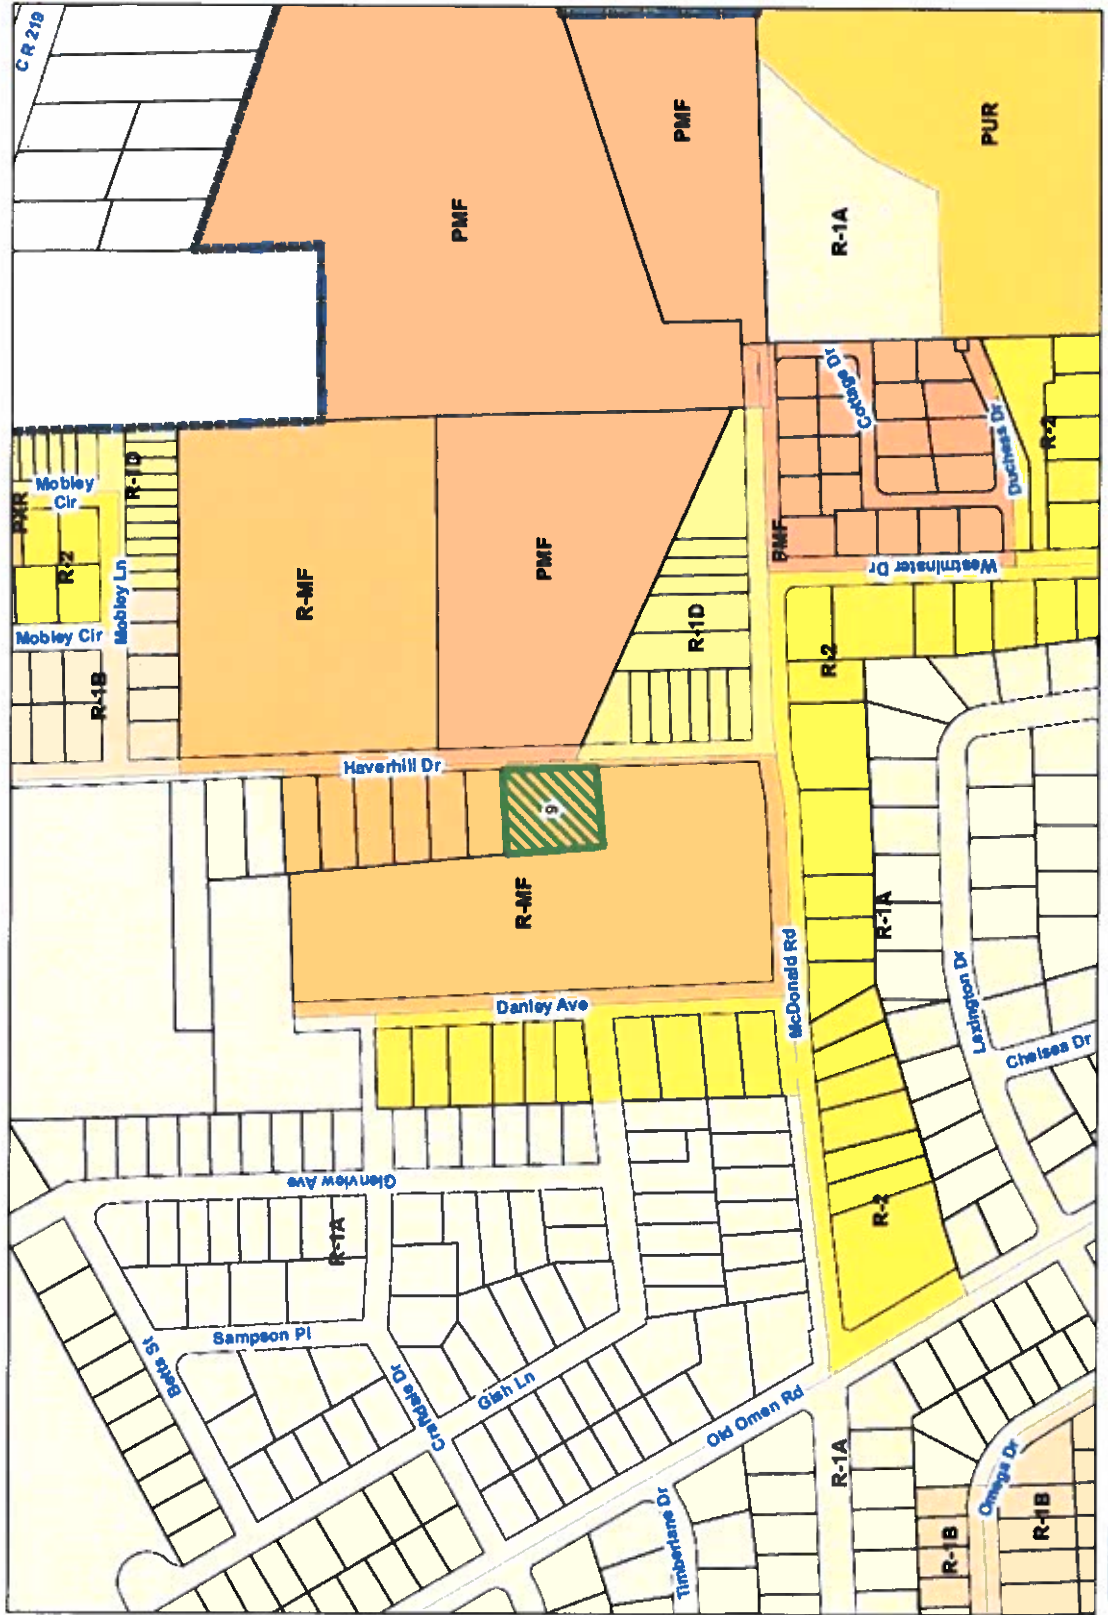 CR 219
PMF
PMF
PUR
R-1A
Cottage Dr
Duchess Dr
R-2
Mobley
Cir
PXR
R-1D
R-2
Mobley Ln
Mobley Cir
R-MF
PMF
PMF
Westminster Dr
R-1D
R-2
R-1B
Haverhill Dr
9
R-MF
R-1A
Danley Ave
McDonald Rd
Lexington Dr
Chelsea Dr
Glenview Ave
R-1A
R-2
Sampson Pl
Betts St
Craftdale Dr
Gish Ln
Old Omen Rd
R-1A
Timberlane Dr
Omega Dr
R-1B
R-1B